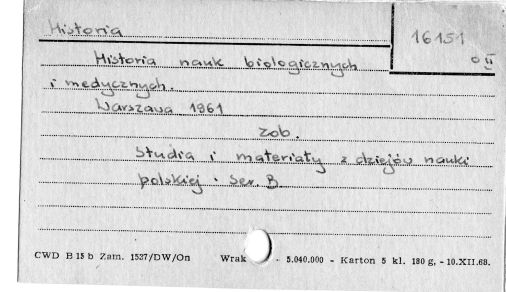 Historia
16151
o II
Historia nauk biologicznych
i medycznych.
Warszawa 1961
zob.
Studia i materiały z dziejów nauki
polskiej. Ser. B.
CWD B 15 b Zam. 1537/DW/On Wrak . - 5.040.000 - Karton 5 kl. 180 g, - 10.XII.68.